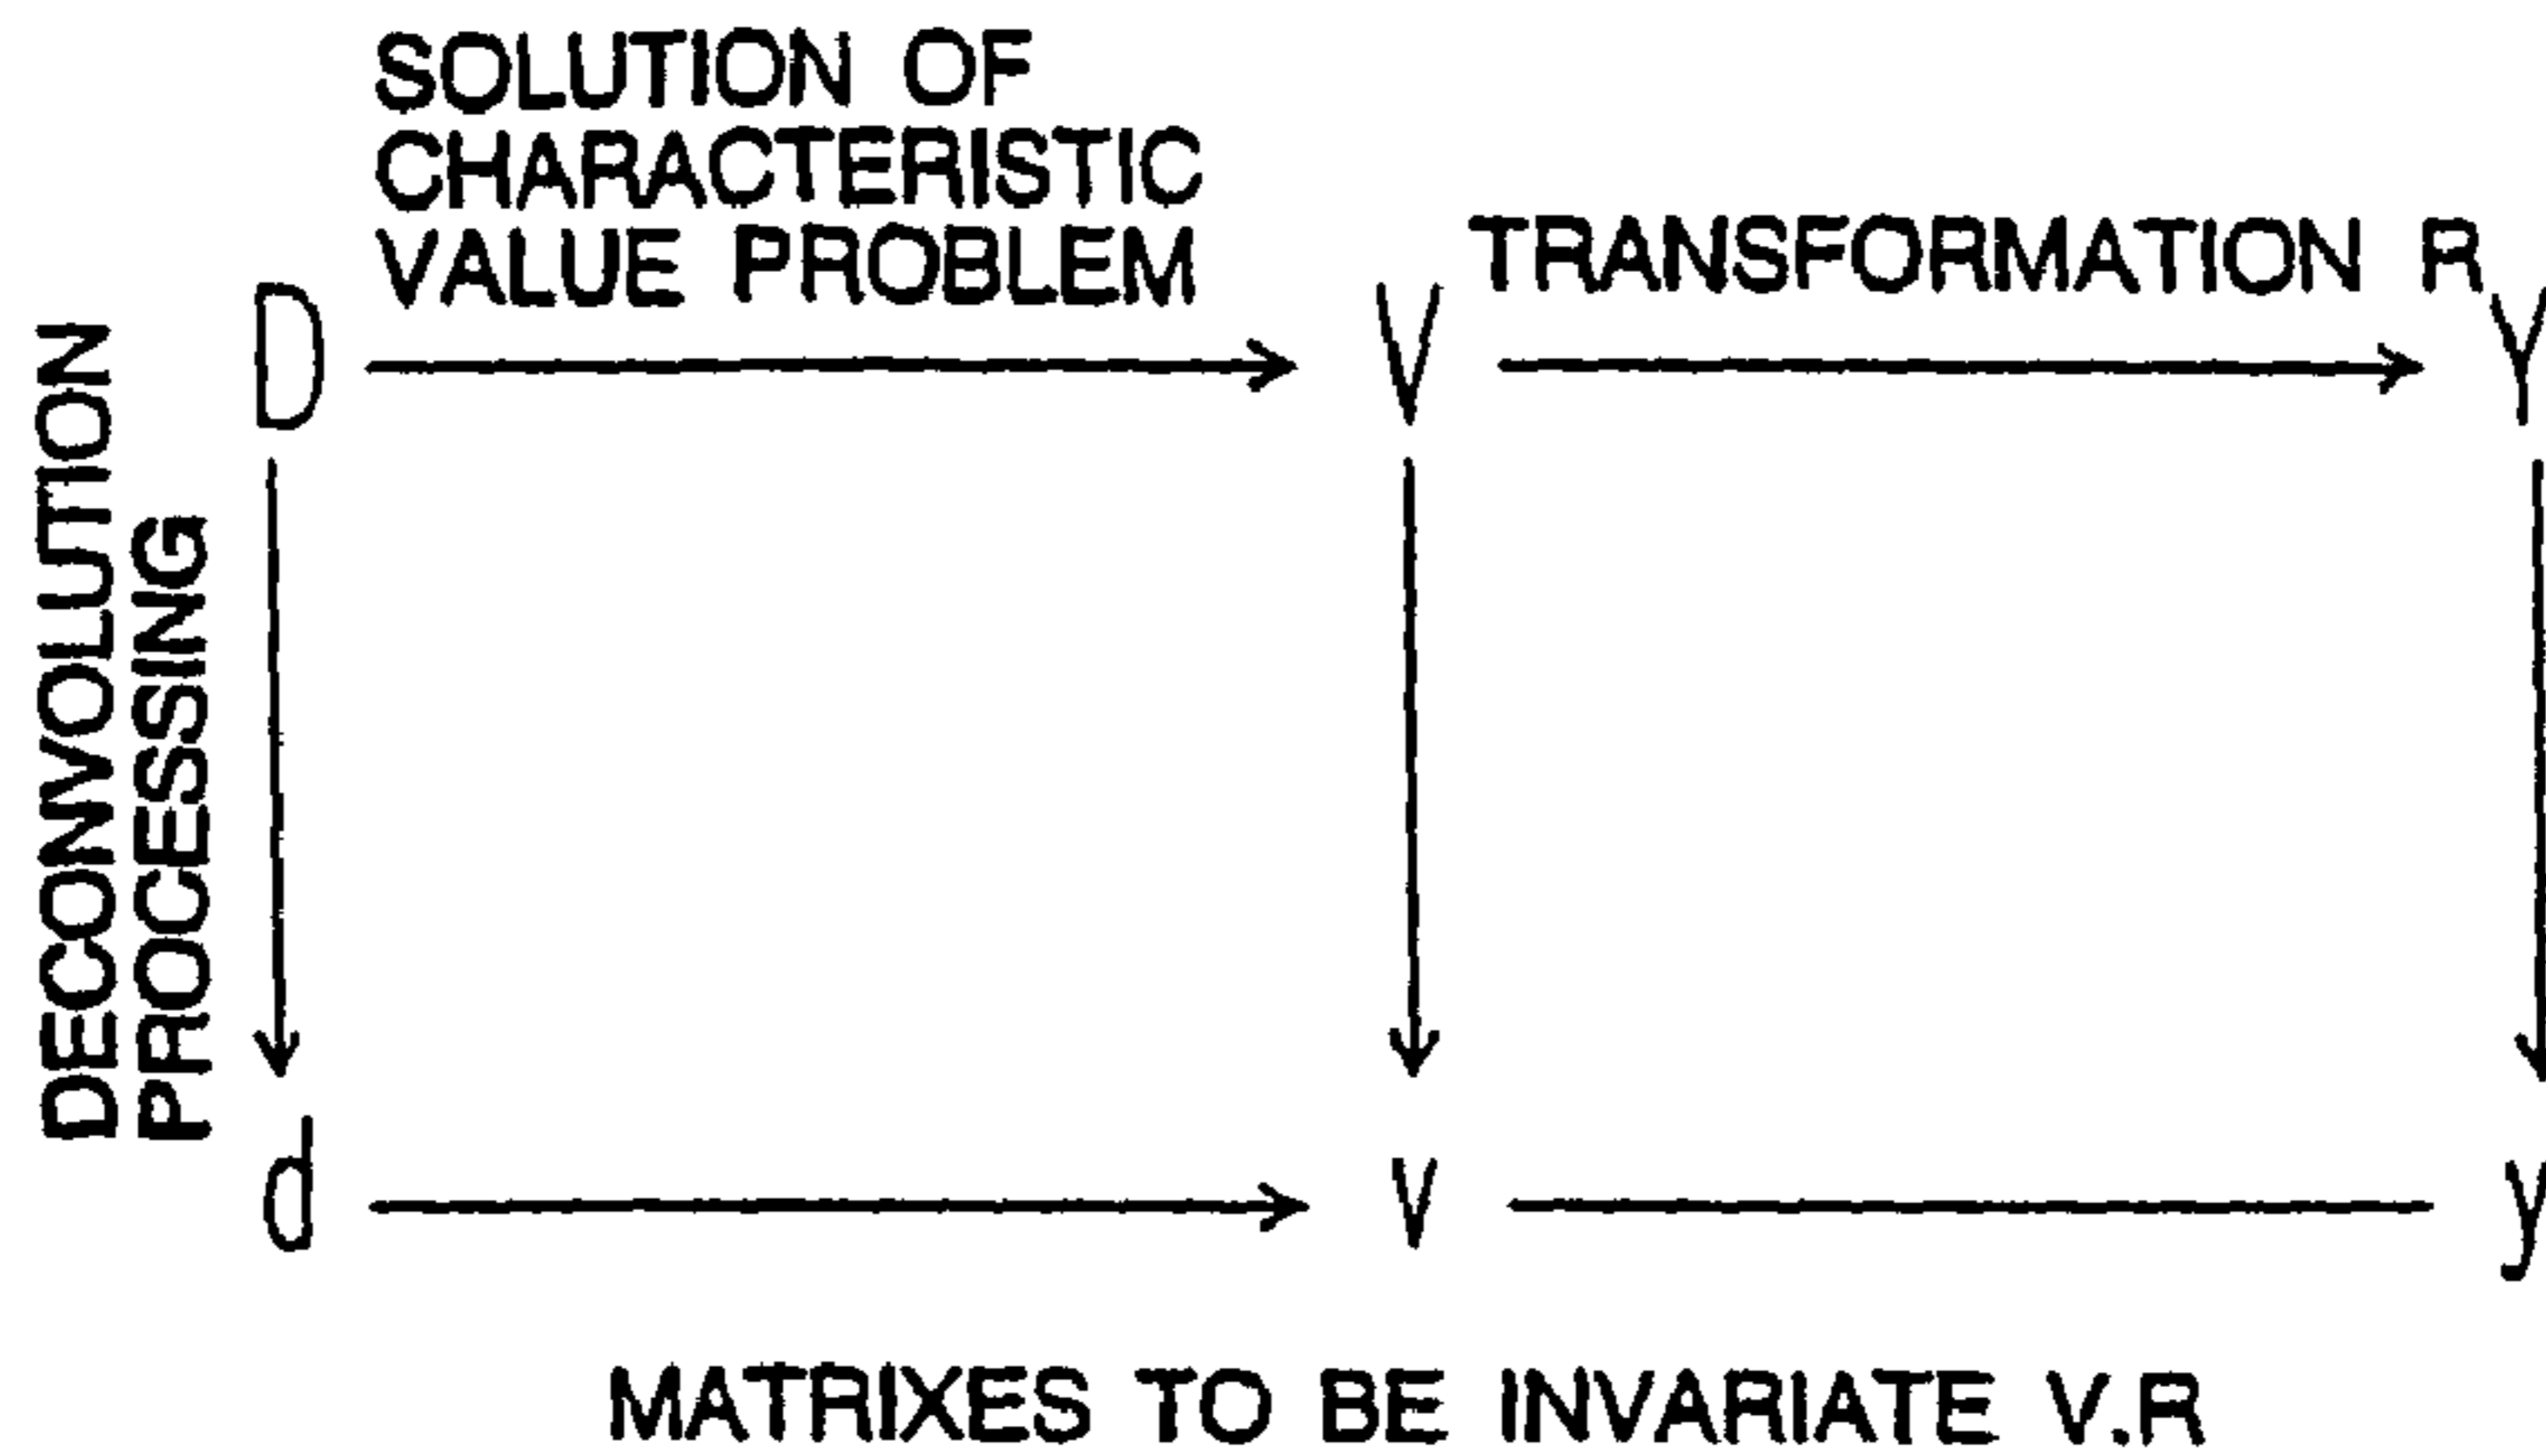 SOLUTION OF
CHARACTERISTIC
VALUE PROBLEM
TRANSFORMATION R
DECONVOLUTION
PROCESSING
D
V
Y
d
v
y
MATRIXES TO BE INVARIATE V.R